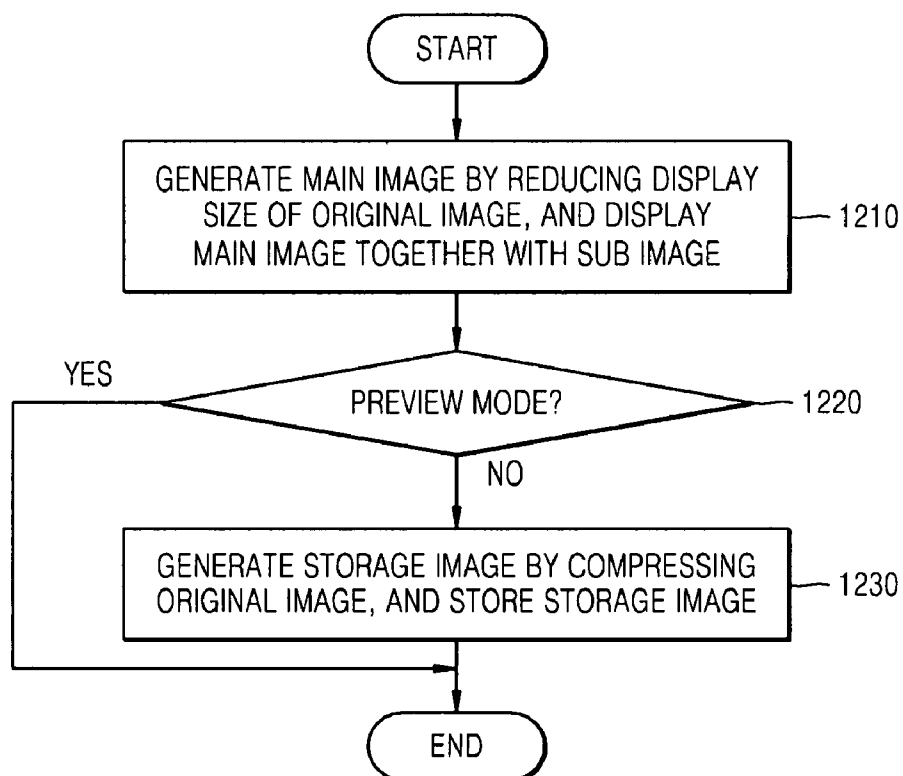 START
GENERATE MAIN IMAGE BY REDUCING DISPLAY
SIZE OF ORIGINAL IMAGE, AND DISPLAY
MAIN IMAGE TOGETHER WITH SUB IMAGE
1210
YES
PREVIEW MODE?
1220
NO
GENERATE STORAGE IMAGE BY COMPRESSING
ORIGINAL IMAGE, AND STORE STORAGE IMAGE
1230
END